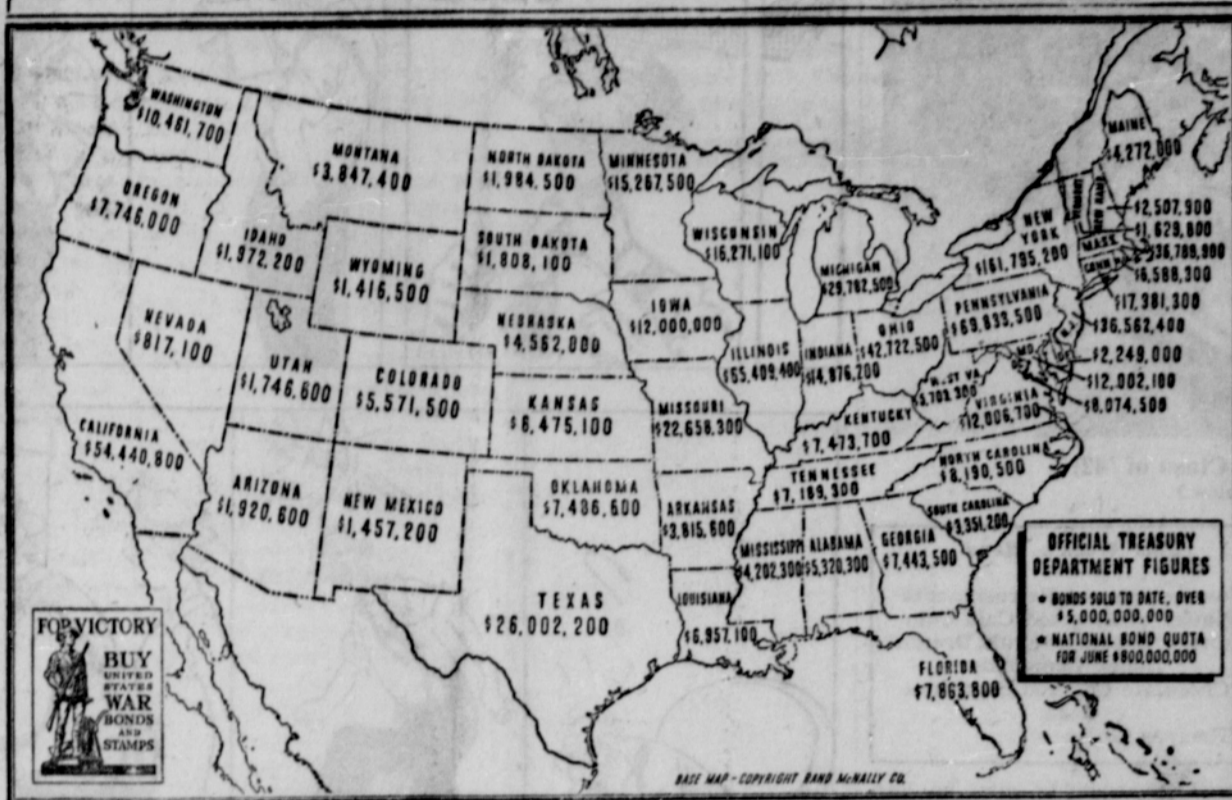 WASHINGTON
$10,461,700
OREGON
$7,746,000
IDAHO
$1,972,200
MONTANA
$3,847,400
NORTH DAKOTA
$1,984,500
MINNESOTA
$15,267,500
SOUTH DAKOTA
$1,808,100
WYOMING
$1,416,500
NEVADA
$817,100
UTAH
$1,746,600
COLORADO
$5,571,500
CALIFORNIA
$54,440,800
ARIZONA
$1,920,600
NEW MEXICO
$1,457,200
NEBRASKA
$4,562,000
KANSAS
$6,475,100
OKLAHOMA
$7,486,600
TEXAS
$26,002,200
IOWA
$12,000,000
MISSOURI
$22,658,300
ARKANSAS
$3,815,600
LOUISIANA
$6,957,100
WISCONSIN
$16,271,100
MICHIGAN
$29,782,500
ILLINOIS
$55,409,400
INDIANA
$14,876,200
OHIO
$42,722,500
KENTUCKY
$7,473,700
TENNESSEE
$7,189,300
MISSISSIPPI
$4,202,300
ALABAMA
$5,320,300
GEORGIA
$7,443,500
FLORIDA
$7,863,800
SOUTH CAROLINA
$3,351,200
NORTH CAROLINA
$8,190,500
VIRGINIA
$12,006,700
WEST VA
PENNSYLVANIA
$69,833,500
NEW
YORK
$161,795,200
MAINE
$4,272,000
VERMONT
MASS
CONN
MD
$2,507,900
$1,629,800
$36,789,900
$6,588,300
$17,381,300
$36,562,400
$2,249,000
$12,002,100
$8,074,500
OFFICIAL TREASURY
DEPARTMENT FIGURES
* BONDS SOLD TO DATE, OVER
$5,000,000,000
* NATIONAL BOND QUOTA
FOR JUNE $800,000,000
FOR VICTORY
BUY
UNITED
STATES
WAR
BONDS
AND
STAMPS
BASE MAP - COPYRIGHT RAND McNALLY CO.